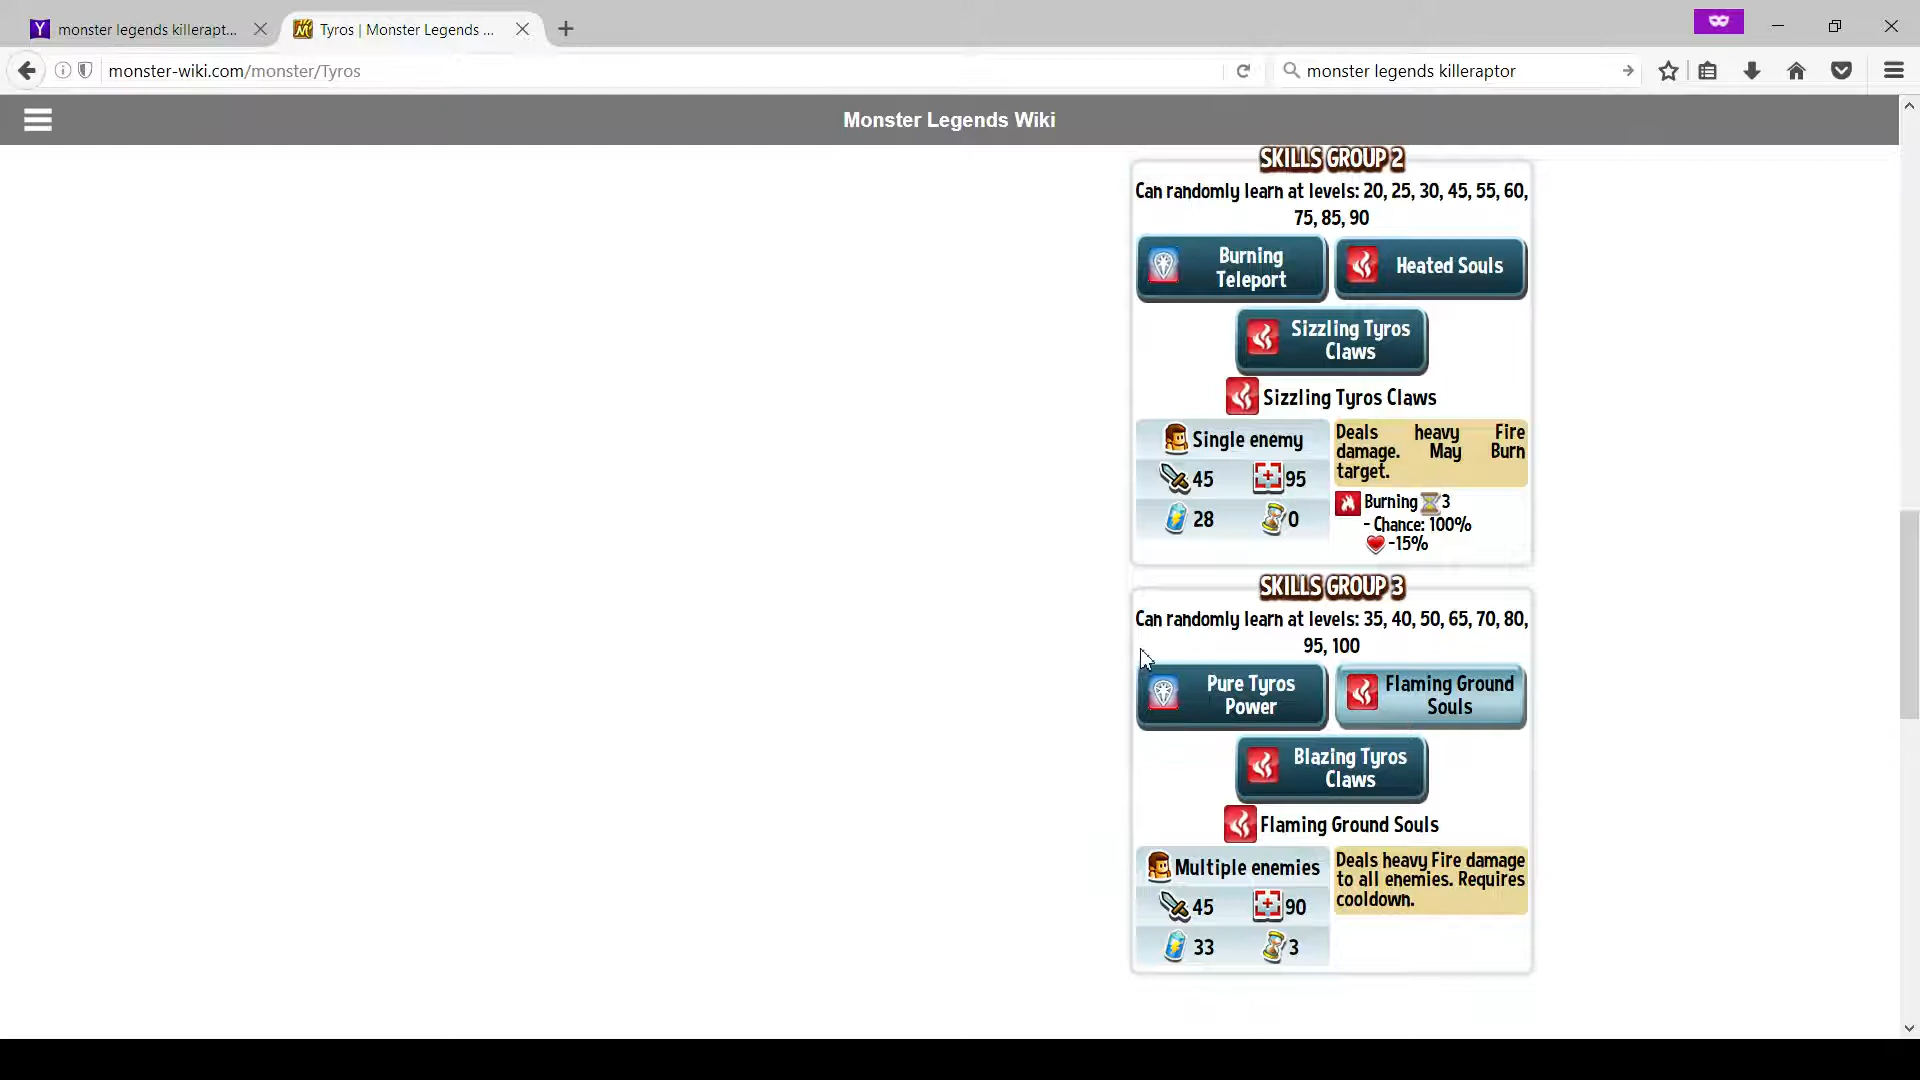 monster legends killerapt...
Tyros | Monster Legends ...
monster-wiki.com/monster/Tyros
monster legends killeraptor
Monster Legends Wiki
SKILLS GROUP 2
Can randomly learn at levels: 20, 25, 30, 45, 55, 60,
75, 85, 90
Burning
Teleport
Heated Souls
Sizzling Tyros
Claws
Sizzling Tyros Claws
Single enemy
45
95
28
0
Deals heavy Fire
damage. May Burn
target.
Burning 3
- Chance: 100%
-15%
SKILLS GROUP 3
Can randomly learn at levels: 35, 40, 50, 65, 70, 80,
95, 100
Pure Tyros
Power
Flaming Ground
Souls
Blazing Tyros
Claws
Flaming Ground Souls
Multiple enemies
45
90
33
3
Deals heavy Fire damage
to all enemies. Requires
cooldown.